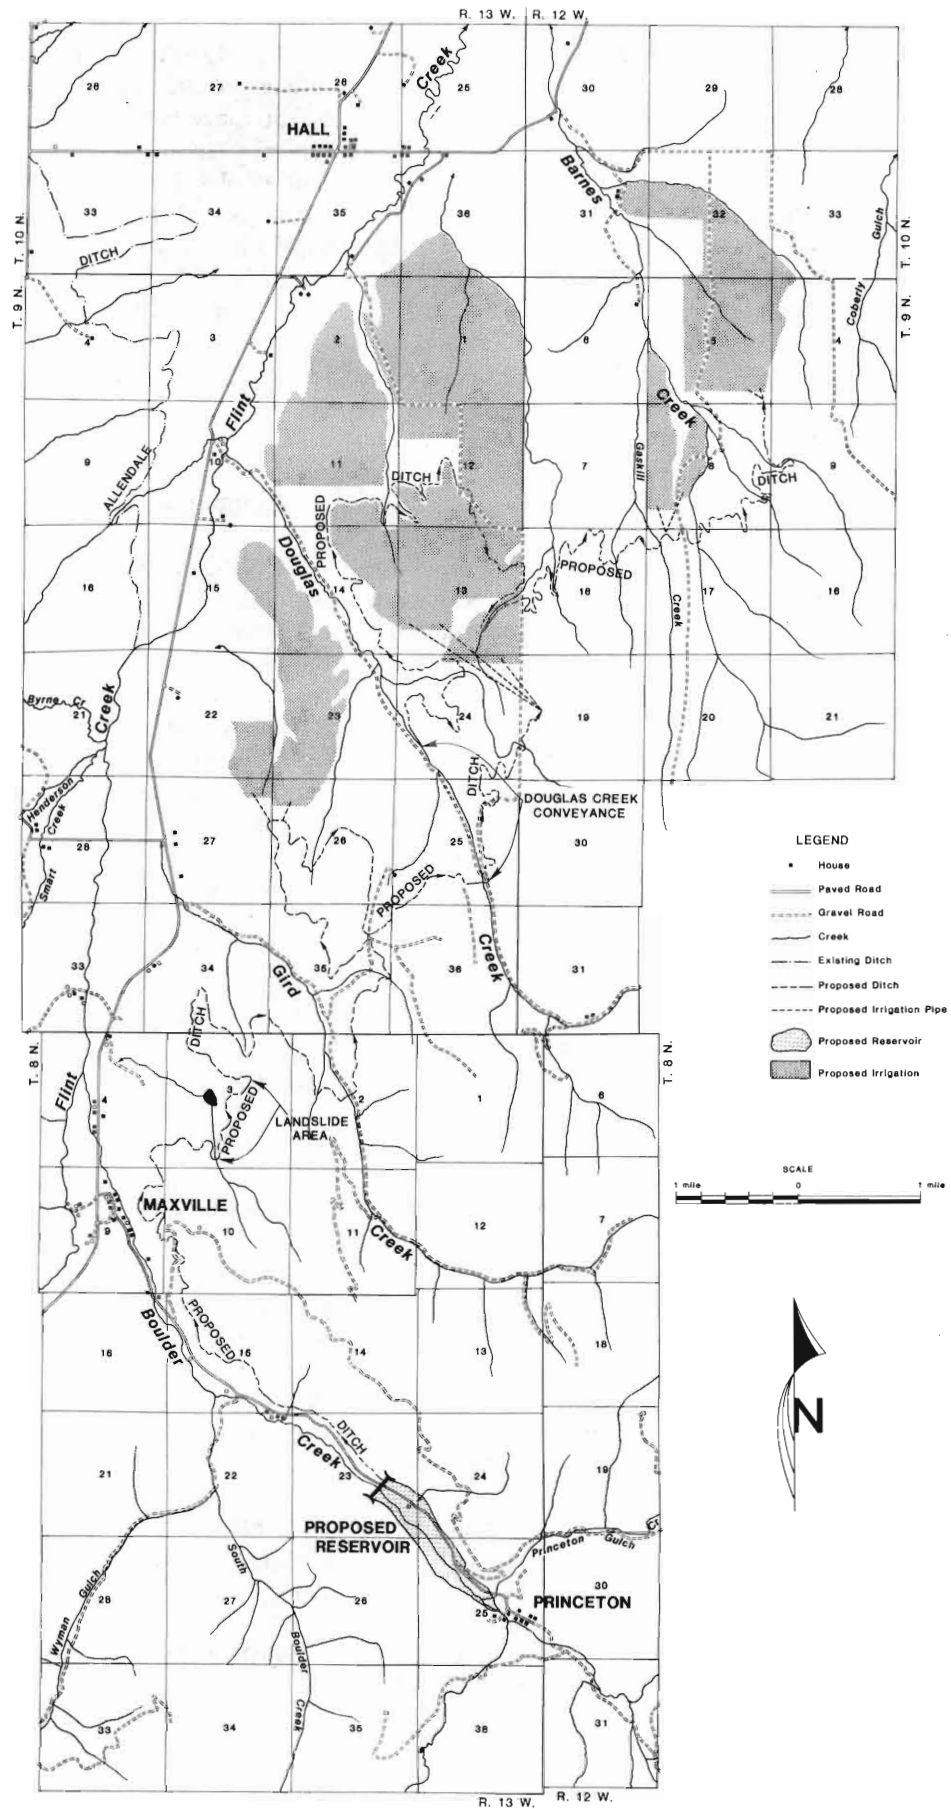 R. 13 W. R. 12 W.
26 27 26 25 30 29 28
Creek
HALL
Barnes
33 34 35 36 31 32 33
T. 10 N.
DITCH
Gulch
T. 10 N.
T. 9 N.
T. 9 N.
Coberly
4 3 2 1 6 5 4
Flint
Creek
ALLENDALE
9 10 11 12 7 8 9
DITCH
Gaskill
DITCH
PROPOSED
Douglas
PROPOSED
16 15 14 13 18 17 16
Creek
Byrne Cr
21 22 23 24 19 20 21
Creek
DITCH
Henderson
Creek
DOUGLAS CREEK
CONVEYANCE
28 27 26 25 30
Smart
PROPOSED
LEGEND
House
Paved Road
Gravel Road
Creek
Existing Ditch
Proposed Ditch
Proposed Irrigation Pipe
Proposed Reservoir
Proposed Irrigation
33 34 35 36 31
Gird
Creek
DITCH
T. 8 N.
T. 8 N.
Flint
4 3 2 1 6
PROPOSED
LANDSLIDE
AREA
SCALE
1 mile 0 1 mile
MAXVILLE
9 10 11 12 7
Creek
PROPOSED
Boulder
16 15 14 13 18
N
DITCH
Creek
21 22 23 24 19
PROPOSED
RESERVOIR
Princeton Gulch
Cr
South
Gulch
Wyman
28 27 26 25 30
PRINCETON
Boulder
Creek
33 34 35 36 31
R. 13 W. R. 12 W.